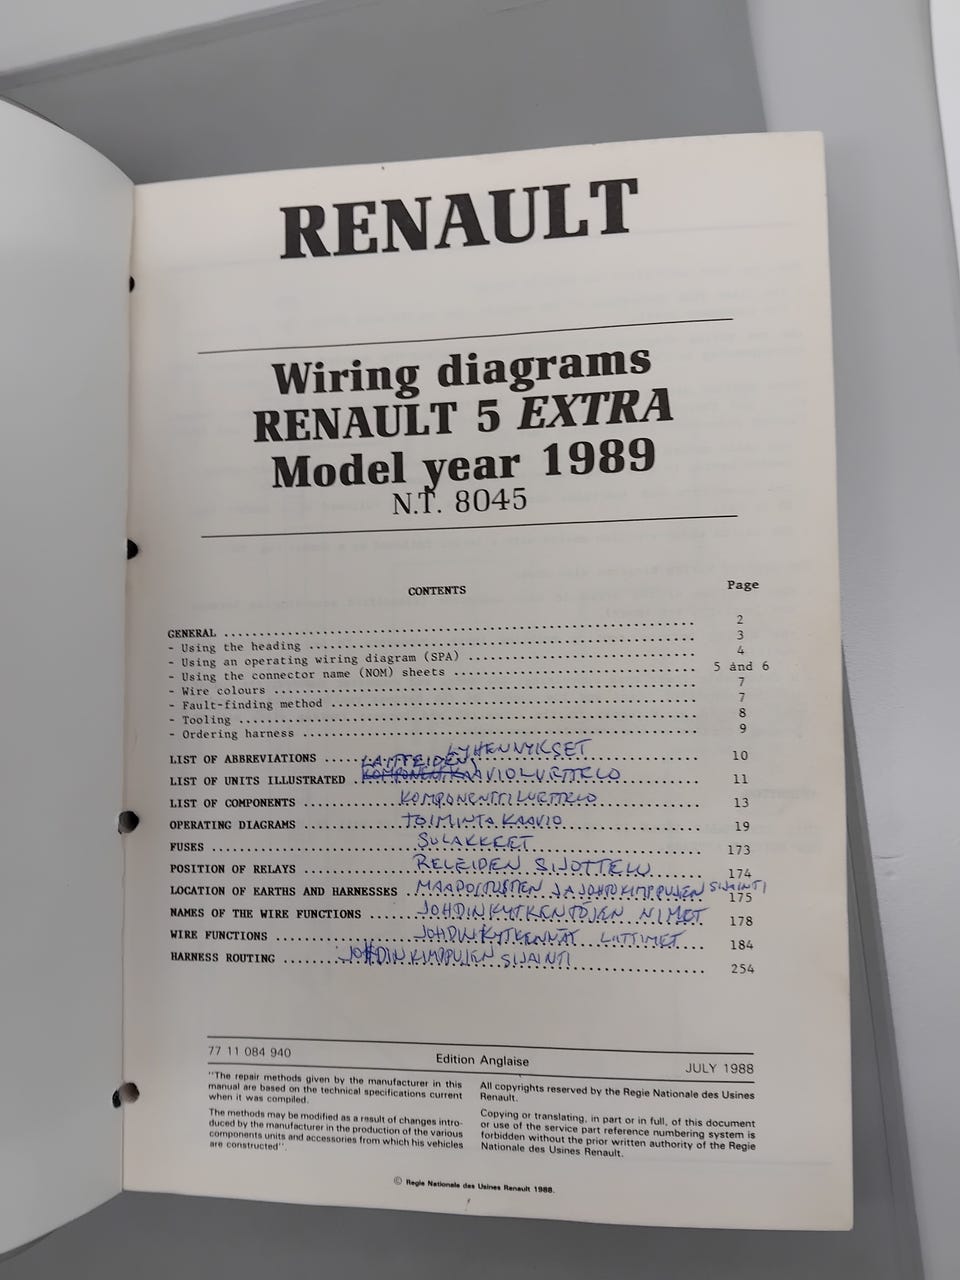 RENAULT
Wiring diagrams
RENAULT 5 EXTRA
Model year 1989
N.T. 8045
CONTENTS Page
GENERAL ........ 2
- Using the heading ........ 3
- Using an operating wiring diagram (SPA) ........ 4
- Using the connector name (NOM) sheets ........ 5 and 6
- Wire colours ........ 7
- Fault-finding method ........ 7
- Tooling ........ 8
- Ordering harness ........ 9
LIST OF ABBREVIATIONS ........ LYHENNYKSET 10
LAITTEIDEN
LIST OF UNITS ILLUSTRATED ........ KAAVIOLUETTELO 11
LIST OF COMPONENTS ........ KOMPONENTTILUETTELO 13
OPERATING DIAGRAMS ........ TOIMINTAKAAVIO 19
FUSES ........ SULAKKEET 173
POSITION OF RELAYS ........ RELEIDEN SIJOTTELU 174
LOCATION OF EARTHS AND HARNESSES ........ MAADOITUSTEN JA JOHTOKIMPPUJEN SIJAINTI 175
NAMES OF THE WIRE FUNCTIONS ........ JOHDINKYTKENTÖJEN NIMET 178
WIRE FUNCTIONS ........ JOHDINKYTKENNÄT LIITTIMET 184
HARNESS ROUTING ........ JOHDINKIMPPUJEN SIJAINTI 254
77 11 084 940 Edition Anglaise JULY 1988
"The repair methods given by the manufacturer in this
manual are based on the technical specifications current
when it was compiled.
The methods may be modified as a result of changes intro-
duced by the manufacturer in the production of the various
components units and accessories from which his vehicles
are constructed".
All copyrights reserved by the Regie Nationale des Usines
Renault.
Copying or translating, in part or in full, of this document
or use of the service part reference numbering system is
forbidden without the prior written authority of the Regie
Nationale des Usines Renault.
© Regie Nationale des Usines Renault 1988.